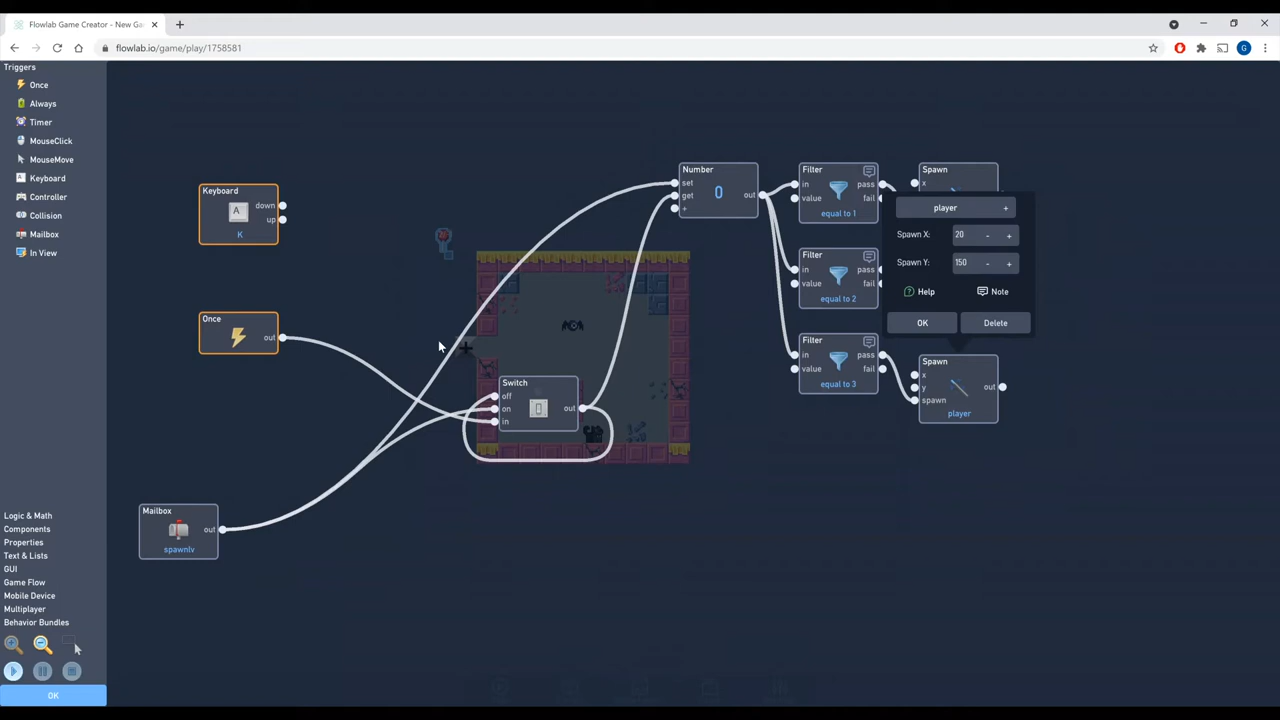 Flowlab Game Creator - New Ga
flowlab.io/game/play/1758581
G
Triggers
Once
Always
Timer
MouseClick
MouseMove
Keyboard
Controller
Collision
Mailbox
In View
Logic & Math
Components
Properties
Text & Lists
GUI
Game Flow
Mobile Device
Multiplayer
Behavior Bundles
OK
Keyboard
A
down
up
K
Once
out
Mailbox
out
spawnlv
Switch
off
on
in
out
Number
set
get
+
0
out
Filter
in
value
pass
fail
equal to 1
Filter
in
value
equal to 2
Filter
in
value
pass
fail
equal to 3
Spawn
x
player +
Spawn X: 20 - +
Spawn Y: 150 - +
? Help
Note
OK
Delete
Spawn
x
y
spawn
out
player